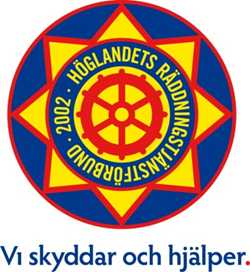 2002 · HÖGLANDETS RÄDDNINGSTJÄNSTFÖRBUND ·
Vi skyddar och hjälper.